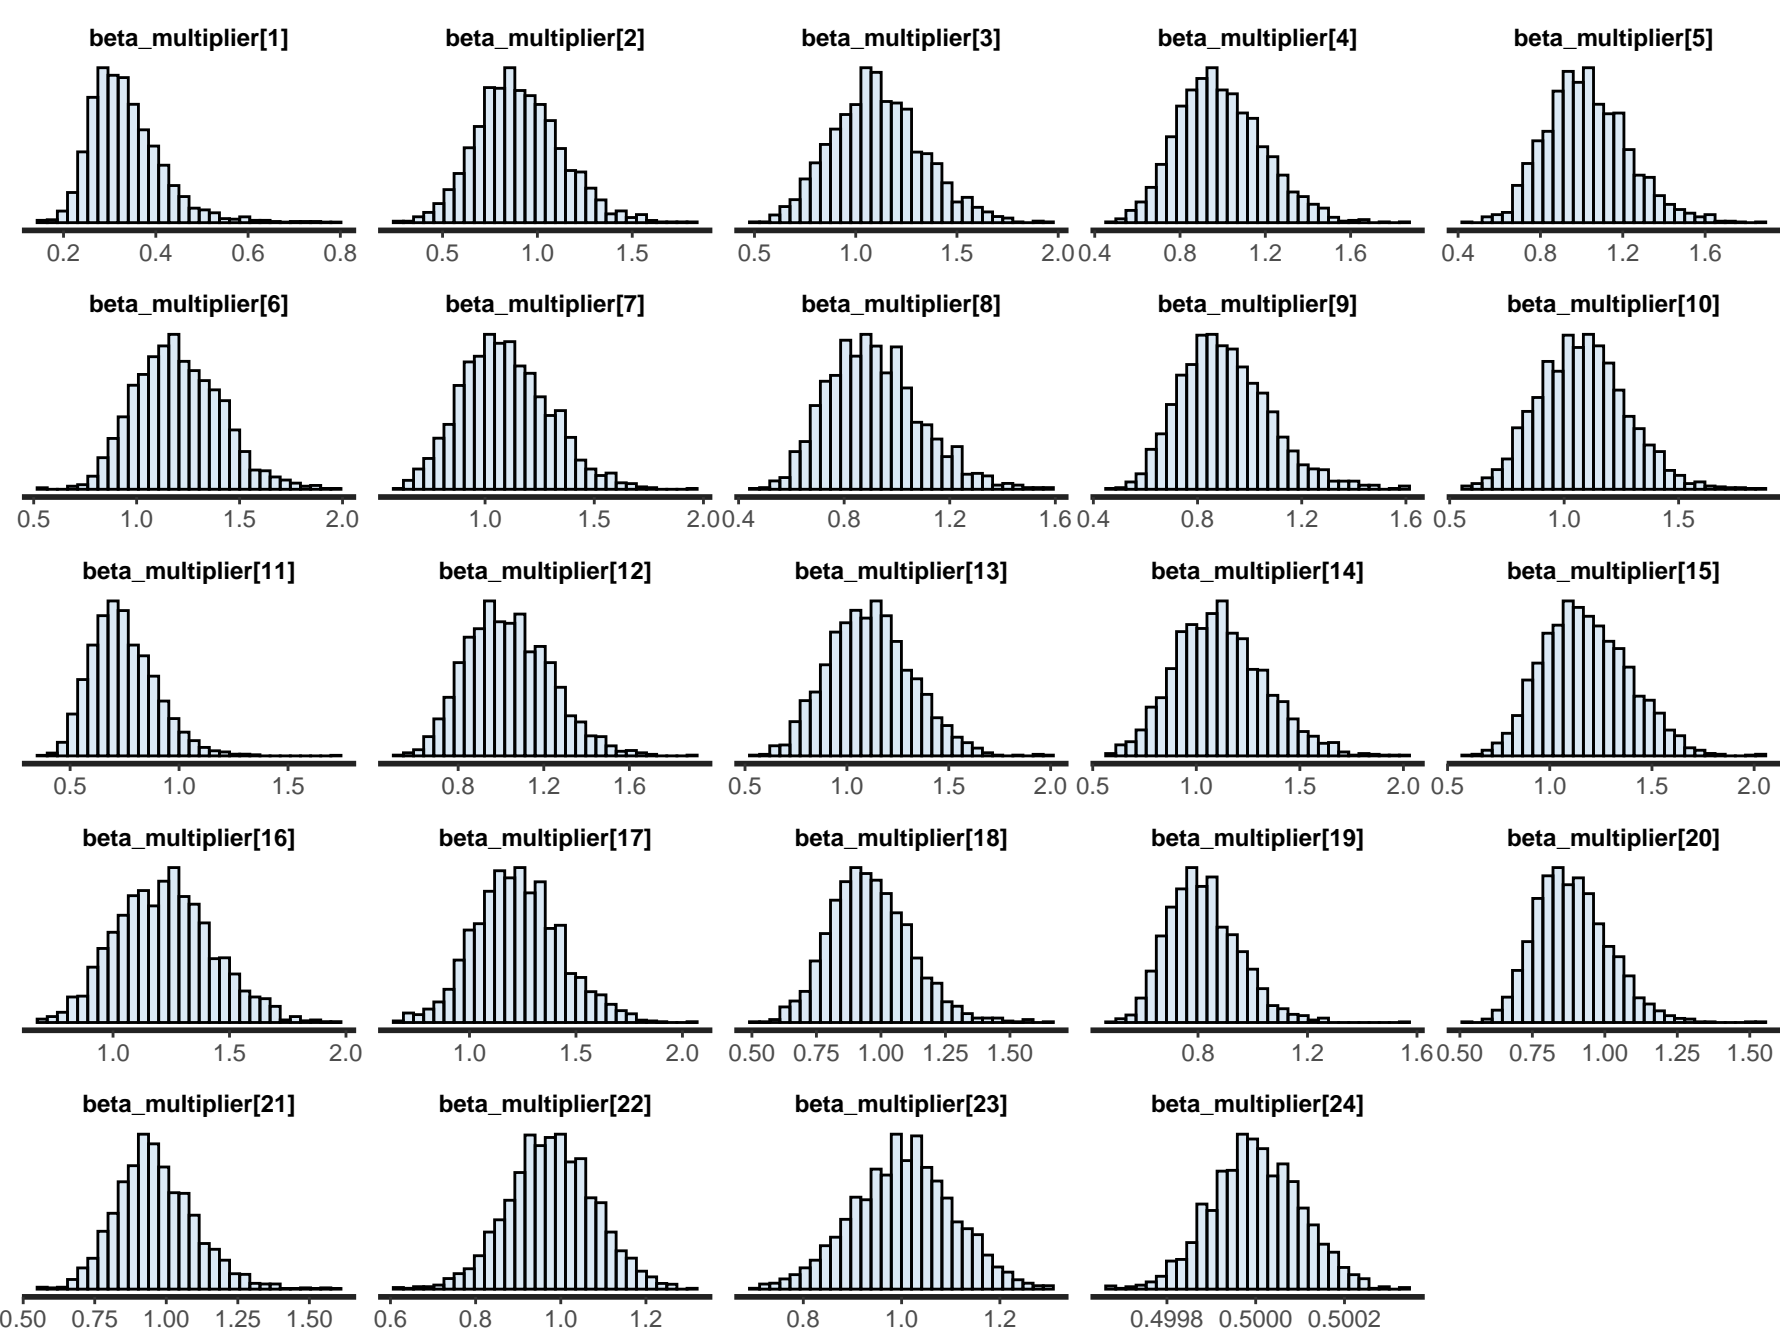 beta_multiplier[1] beta_multiplier[2] beta_multiplier[3] beta_multiplier[4] beta_multiplier[5]
0.2 0.4 0.6 0.8 0.5 1.0 1.5 0.5 1.0 1.5 2.0 0.4 0.8 1.2 1.6 0.4 0.8 1.2 1.6
beta_multiplier[6] beta_multiplier[7] beta_multiplier[8] beta_multiplier[9] beta_multiplier[10]
0.5 1.0 1.5 2.0 1.0 1.5 2.0 0.4 0.8 1.2 1.6 0.4 0.8 1.2 1.6 0.5 1.0 1.5
beta_multiplier[11] beta_multiplier[12] beta_multiplier[13] beta_multiplier[14] beta_multiplier[15]
0.5 1.0 1.5 0.8 1.2 1.6 0.5 1.0 1.5 2.0 0.5 1.0 1.5 2.0 0.5 1.0 1.5 2.0
beta_multiplier[16] beta_multiplier[17] beta_multiplier[18] beta_multiplier[19] beta_multiplier[20]
1.0 1.5 2.0 1.0 1.5 2.0 0.50 0.75 1.00 1.25 1.50 0.8 1.2 1.6 0.50 0.75 1.00 1.25 1.50
beta_multiplier[21] beta_multiplier[22] beta_multiplier[23] beta_multiplier[24]
0.50 0.75 1.00 1.25 1.50 0.6 0.8 1.0 1.2 0.8 1.0 1.2 0.4998 0.5000 0.5002